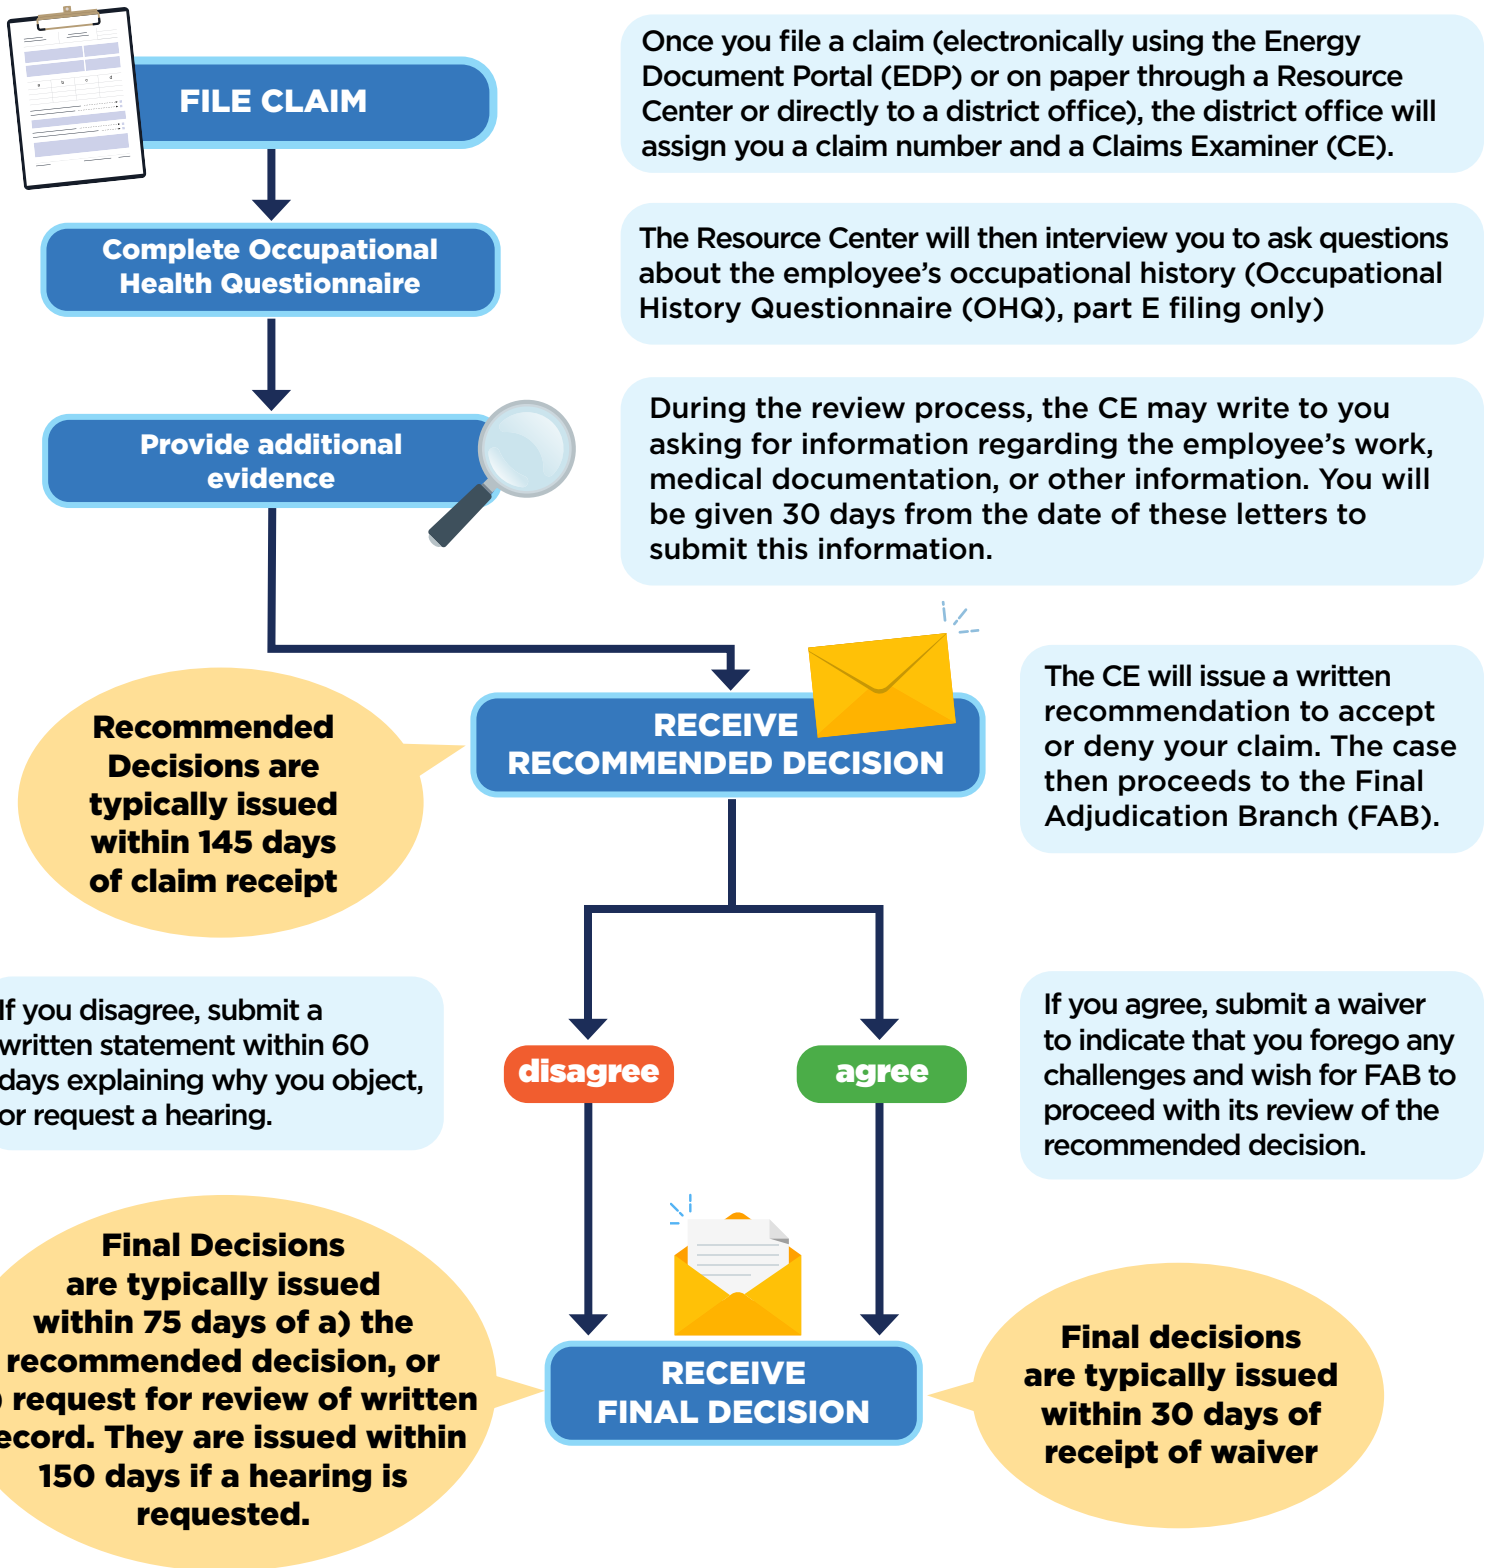 FILE CLAIM
Once you file a claim (electronically using the Energy
Document Portal (EDP) or on paper through a Resource
Center or directly to a district office), the district office will
assign you a claim number and a Claims Examiner (CE).
Complete Occupational
Health Questionnaire
The Resource Center will then interview you to ask questions
about the employee's occupational history (Occupational
History Questionnaire (OHQ), part E filing only)
Provide additional
evidence
During the review process, the CE may write to you
asking for information regarding the employee's work,
medical documentation, or other information. You will
be given 30 days from the date of these letters to
submit this information.
RECEIVE
RECOMMENDED DECISION
Recommended
Decisions are
typically issued
within 145 days
of claim receipt
The CE will issue a written
recommendation to accept
or deny your claim. The case
then proceeds to the Final
Adjudication Branch (FAB).
If you disagree, submit a
written statement within 60
days explaining why you object,
or request a hearing.
disagree
agree
If you agree, submit a waiver
to indicate that you forego any
challenges and wish for FAB to
proceed with its review of the
recommended decision.
Final Decisions
are typically issued
within 75 days of a) the
recommended decision, or
) request for review of written
ecord. They are issued within
150 days if a hearing is
requested.
RECEIVE
FINAL DECISION
Final decisions
are typically issued
within 30 days of
receipt of waiver